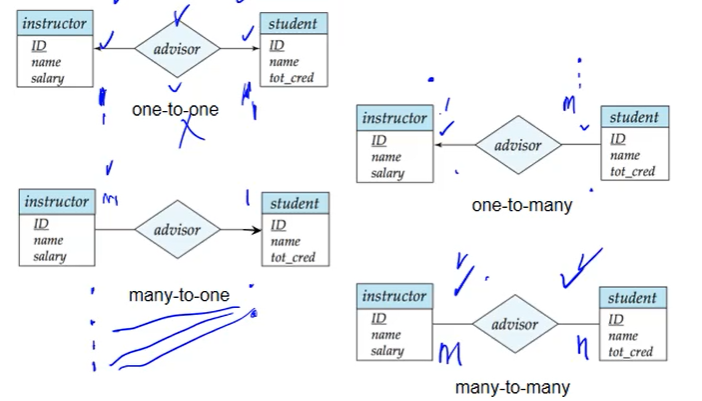 instructor
ID
name
salary
advisor
student
ID
name
tot_cred
one-to-one
instructor
ID
name
salary
1
advisor
M
student
ID
name
tot_cred
one-to-many
instructor
ID
name
salary
M
advisor
1
student
ID
name
tot_cred
many-to-one
instructor
ID
name
salary
M
advisor
n
student
ID
name
tot_cred
many-to-many